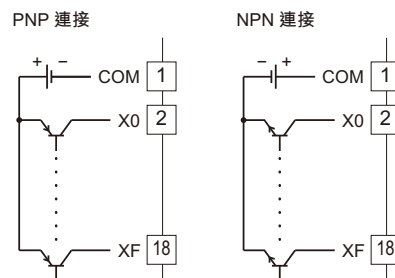 PNP 連接
+ − COM 1
X0 2
XF 18
NPN 連接
− + COM 1
X0 2
XF 18